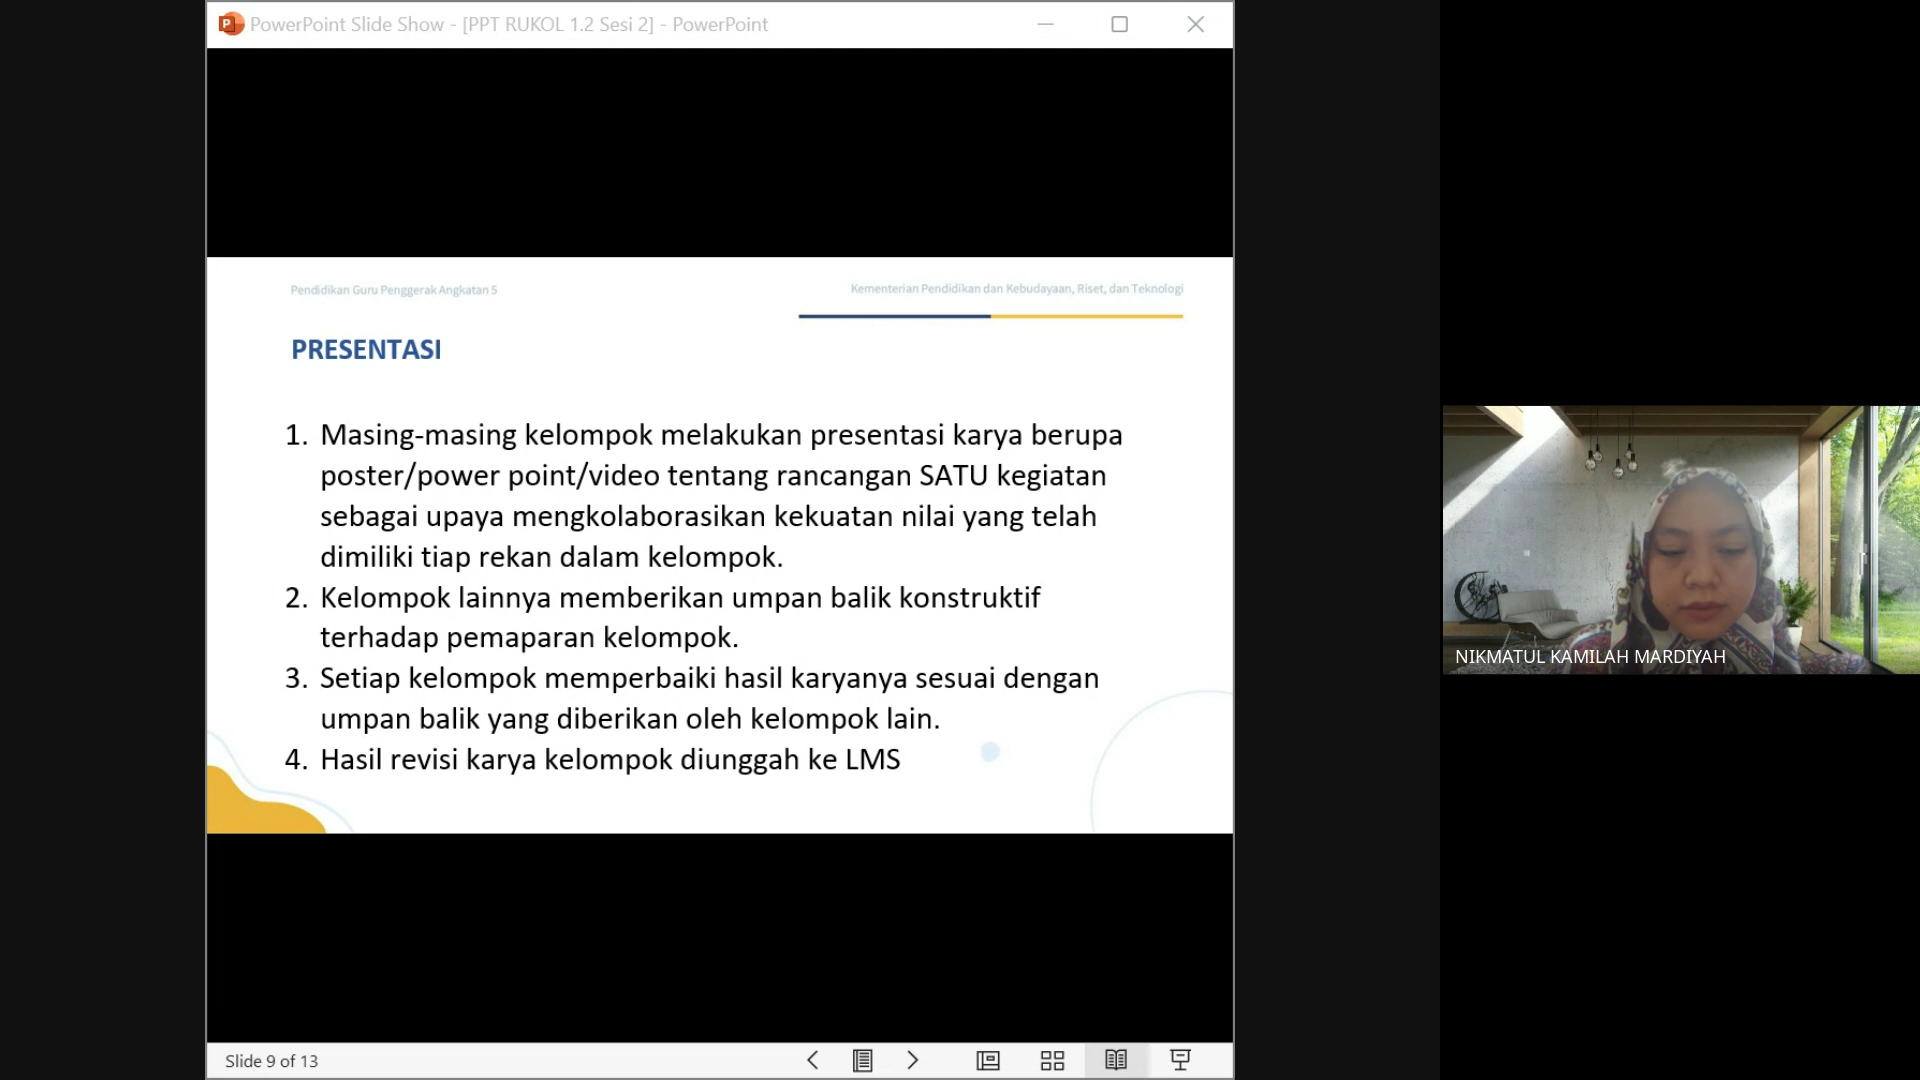 PowerPoint Slide Show - [PPT RUKOL 1.2 Sesi 2] - PowerPoint
Pendidikan Guru Penggerak Angkatan 5
Kementerian Pendidikan dan Kebudayaan, Riset, dan Teknologi
PRESENTASI
1. Masing-masing kelompok melakukan presentasi karya berupa
poster/power point/video tentang rancangan SATU kegiatan
sebagai upaya mengkolaborasikan kekuatan nilai yang telah
dimiliki tiap rekan dalam kelompok.
2. Kelompok lainnya memberikan umpan balik konstruktif
terhadap pemaparan kelompok.
3. Setiap kelompok memperbaiki hasil karyanya sesuai dengan
umpan balik yang diberikan oleh kelompok lain.
4. Hasil revisi karya kelompok diunggah ke LMS
NIKMATUL KAMILAH MARDIYAH
Slide 9 of 13